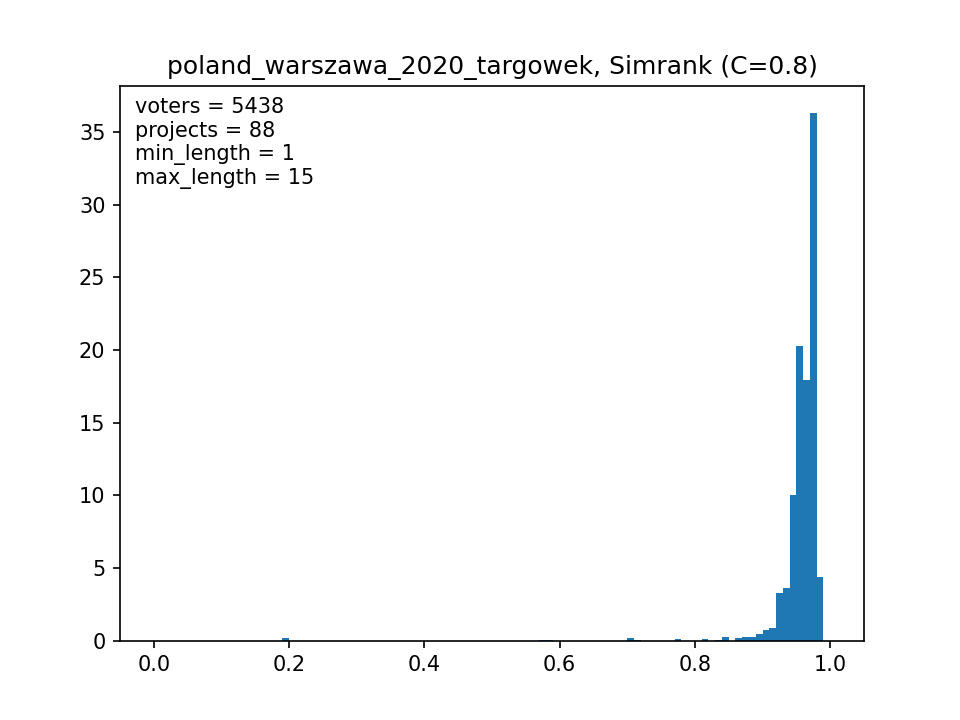 poland_warszawa_2020_targowek, Simrank (C=0.8)
voters = 5438
projects = 88
min_length = 1
max_length = 15
35
30
25
20
15
10
5
0
0.0 0.2 0.4 0.6 0.8 1.0